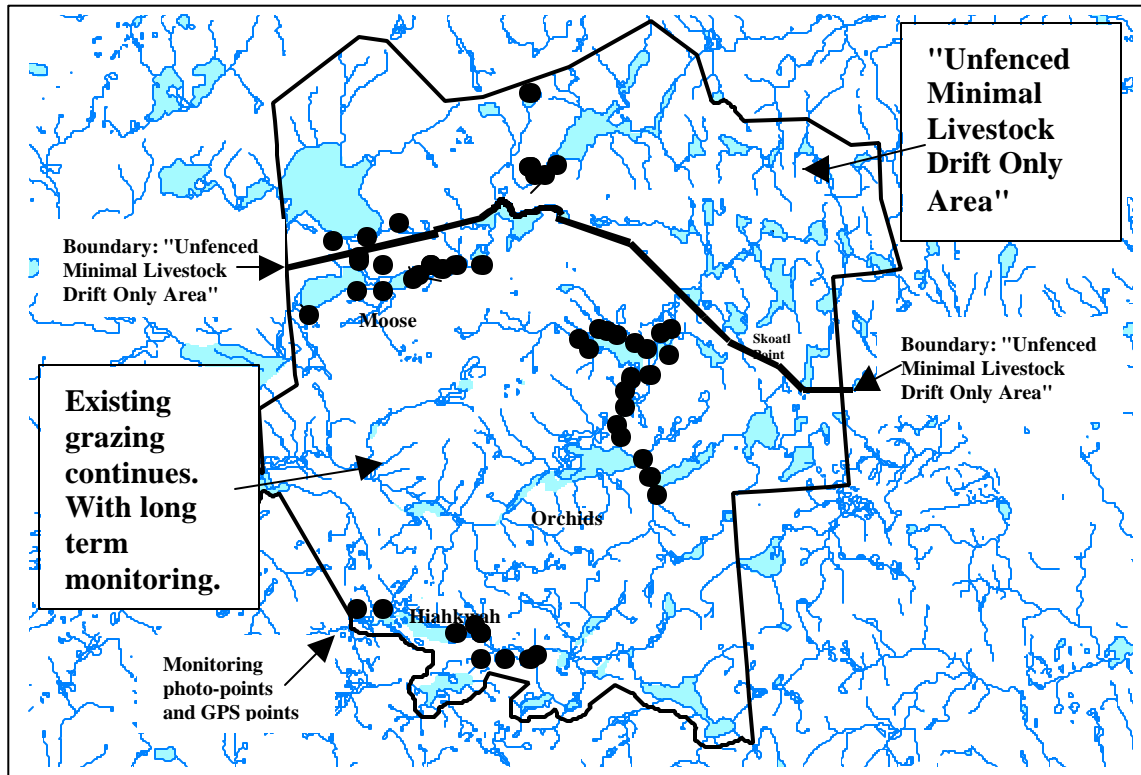 "Unfenced
Minimal
Livestock
Drift Only
Area"
Boundary: "Unfenced
Minimal Livestock
Drift Only Area"
Moose
Skoatl
Point
Boundary: "Unfenced
Minimal Livestock
Drift Only Area"
Existing
grazing
continues.
With long
term
monitoring.
Orchids
Hiahkwah
Monitoring
photo-points
and GPS points